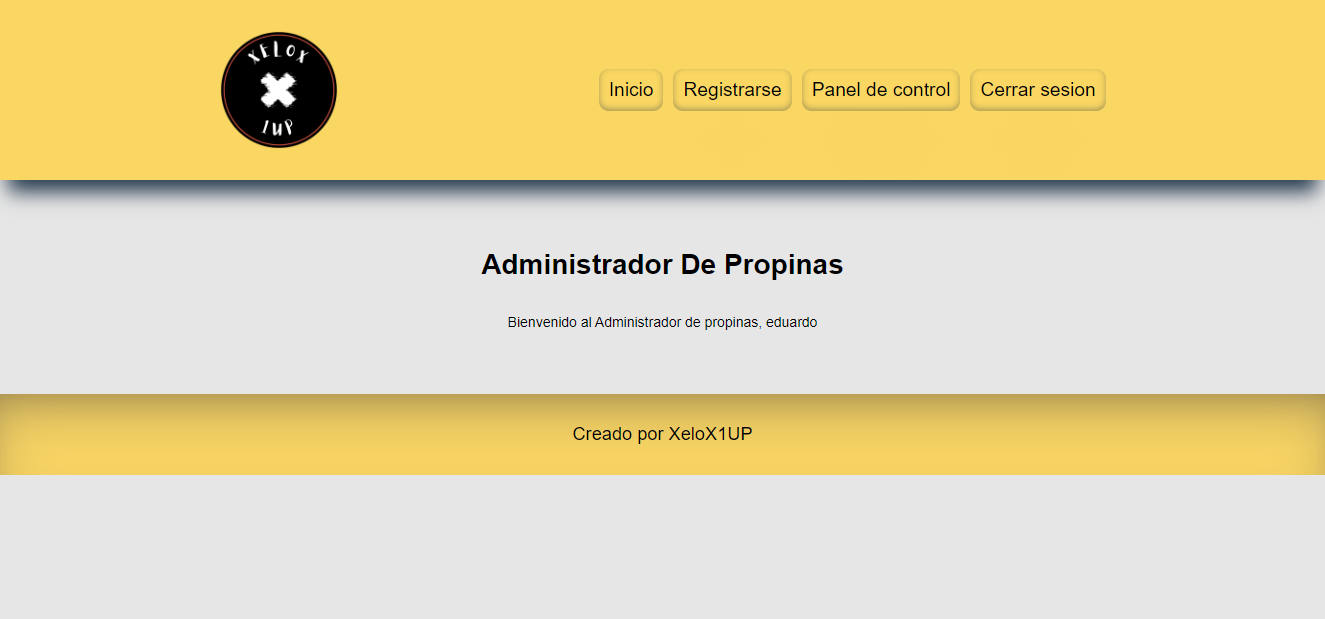 XELOX
1UP
Inicio
Registrarse
Panel de control
Cerrar sesion
Administrador De Propinas
Bienvenido al Administrador de propinas, eduardo
Creado por XeloX1UP